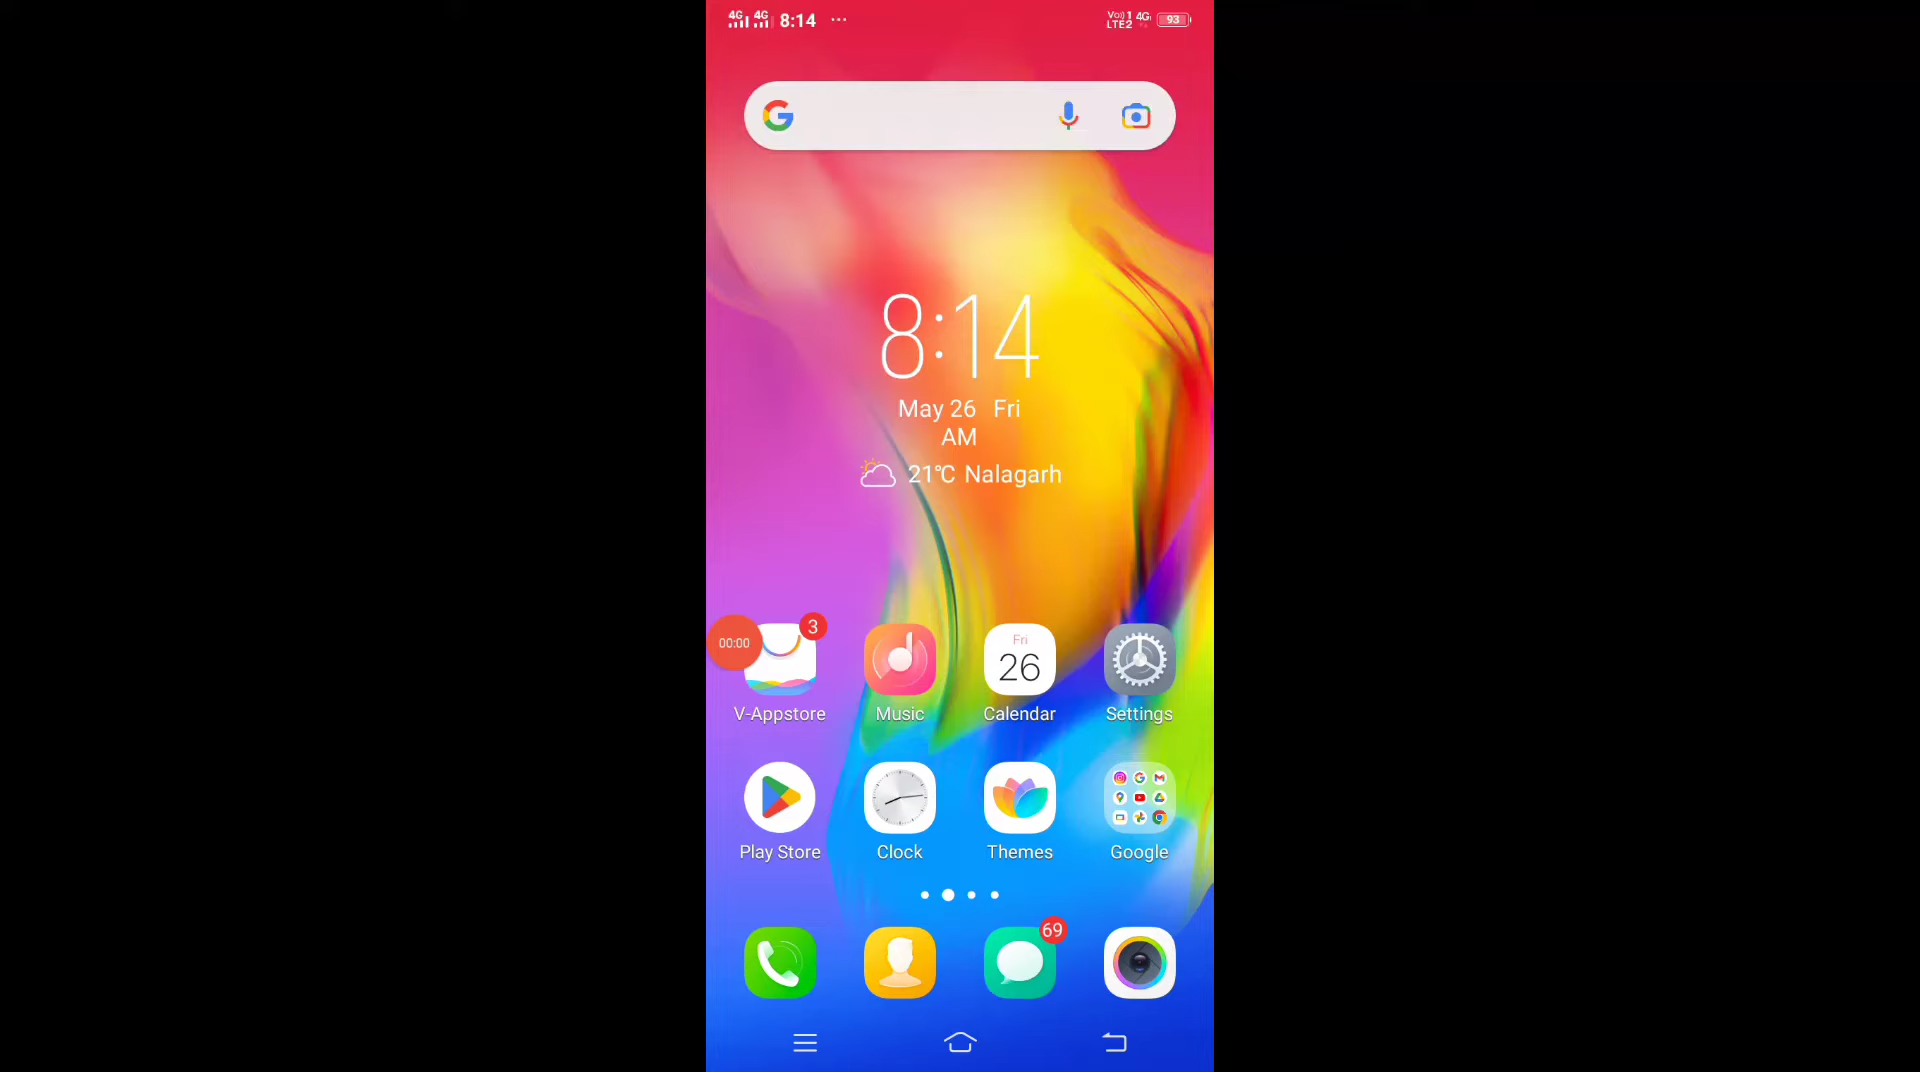 4G 4G 8:14 ... Vo) 1 4G 93
LTE2
8:14
May 26 Fri
AM
21℃ Nalagarh
00:00
3
Fri
26
V-Appstore Music Calendar Settings
Play Store Clock Themes Google
69